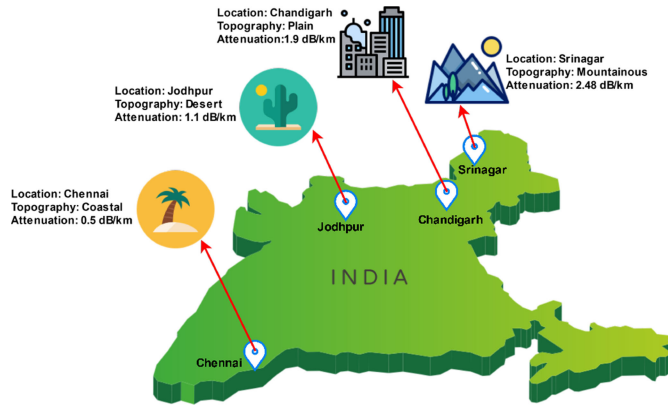 Location: Chandigarh
Topography: Plain
Attenuation:1.9 dB/km
Location: Srinagar
Topography: Mountainous
Attenuation: 2.48 dB/km
Location: Jodhpur
Topography: Desert
Attenuation: 1.1 dB/km
Location: Chennai
Topography: Coastal
Attenuation: 0.5 dB/km
Srinagar
Chandigarh
Jodhpur
INDIA
Chennai